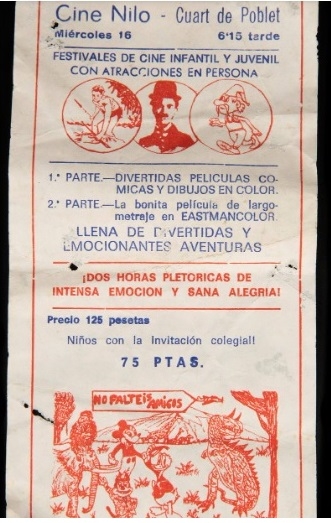 Cine Nilo - Cuart de Poblet
Miércoles 16 6'15 tarde
FESTIVALES DE CINE INFANTIL Y JUVENIL
CON ATRACCIONES EN PERSONA
1.ª PARTE.—DIVERTIDAS PELICULAS CO-
MICAS Y DIBUJOS EN COLOR.
2.ª PARTE.—La bonita película de largo-
metraje en EASTMANCOLOR
LLENA DE DIVERTIDAS Y
EMOCIONANTES AVENTURAS
¡DOS HORAS PLETORICAS DE
INTENSA EMOCION Y SANA ALEGRIA!
Precio 125 pesetas
Niños con la Invitación colegial!!
75 PTAS.
NO FALTEIS AMIGOS